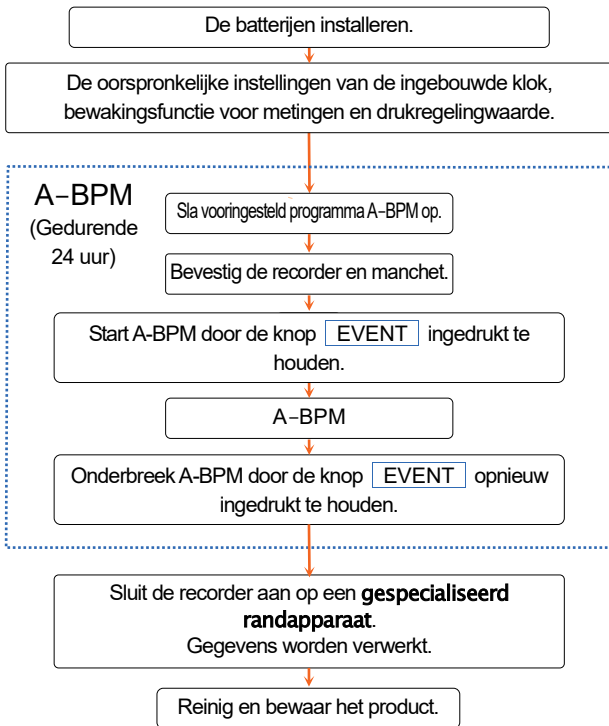 De batterijen installeren.
De oorspronkelijke instellingen van de ingebouwde klok,
bewakingsfunctie voor metingen en drukregelingwaarde.
A-BPM
(Gedurende
24 uur)
Sla vooringesteld programma A-BPM op.
Bevestig de recorder en manchet.
Start A-BPM door de knop EVENT ingedrukt te
houden.
A-BPM
Onderbreek A-BPM door de knop EVENT opnieuw
ingedrukt te houden.
Sluit de recorder aan op een gespecialiseerd
randapparaat.
Gegevens worden verwerkt.
Reinig en bewaar het product.